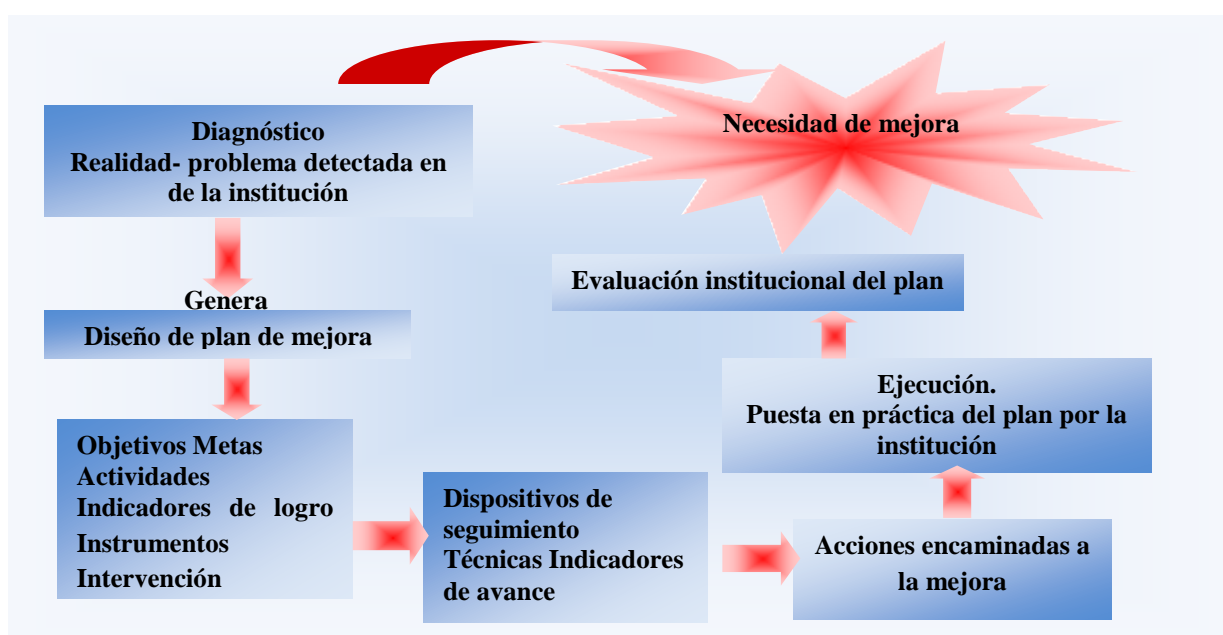 Diagnóstico
Realidad- problema detectada en
de la institución
Necesidad de mejora
Genera
Diseño de plan de mejora
Objetivos Metas
Actividades
Indicadores de logro
Instrumentos
Intervención
Dispositivos de
seguimiento
Técnicas Indicadores
de avance
Acciones encaminadas a
la mejora
Ejecución.
Puesta en práctica del plan por la
institución
Evaluación institucional del plan